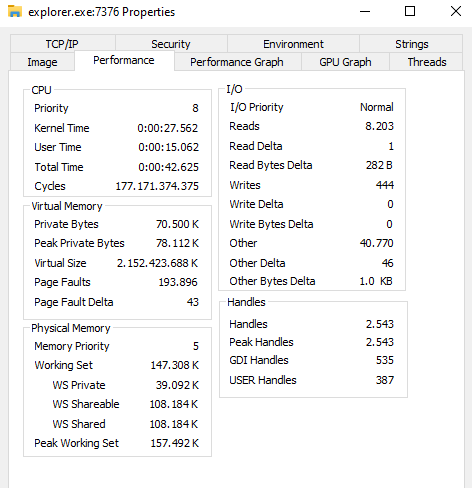 explorer.exe:7376 Properties
TCP/IP Security Environment Strings
Image Performance Performance Graph GPU Graph Threads
CPU
Priority 8
Kernel Time 0:00:27.562
User Time 0:00:15.062
Total Time 0:00:42.625
Cycles 177.171.374.375
Virtual Memory
Private Bytes 70.500 K
Peak Private Bytes 78.112 K
Virtual Size 2.152.423.688 K
Page Faults 193.896
Page Fault Delta 43
Physical Memory
Memory Priority 5
Working Set 147.308 K
WS Private 39.092 K
WS Shareable 108.184 K
WS Shared 108.184 K
Peak Working Set 157.492 K
I/O
I/O Priority Normal
Reads 8.203
Read Delta 1
Read Bytes Delta 282 B
Writes 444
Write Delta 0
Write Bytes Delta 0
Other 40.770
Other Delta 46
Other Bytes Delta 1.0 KB
Handles
Handles 2.543
Peak Handles 2.543
GDI Handles 535
USER Handles 387